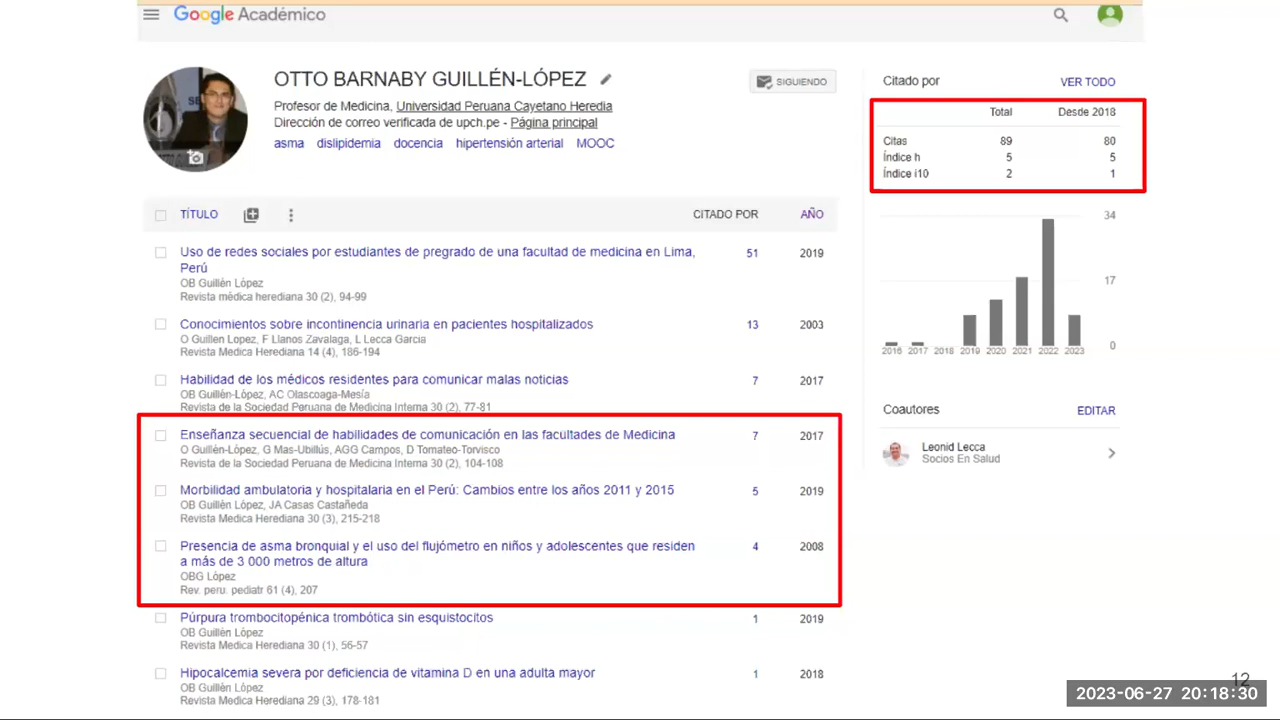 Google Académico
OTTO BARNABY GUILLÉN-LÓPEZ
SIGUIENDO
Profesor de Medicina, Universidad Peruana Cayetano Heredia
Dirección de correo verificada de upch.pe - Página principal
asma dislipidemia docencia hipertensión arterial MOOC
TÍTULO CITADO POR AÑO
Uso de redes sociales por estudiantes de pregrado de una facultad de medicina en Lima, 51 2019
Perú
OB Guillén López
Revista médica herediana 30 (2), 94-99
Conocimientos sobre incontinencia urinaria en pacientes hospitalizados 13 2003
O Guillen Lopez, F Llanos Zavalaga, L Lecca Garcia
Revista Medica Herediana 14 (4), 186-194
Habilidad de los médicos residentes para comunicar malas noticias 7 2017
OB Guillén-López, AC Olascoaga-Mesía
Revista de la Sociedad Peruana de Medicina Interna 30 (2), 77-81
Enseñanza secuencial de habilidades de comunicación en las facultades de Medicina 7 2017
O Guillén-López, G Mas-Ubillús, AGG Campos, D Tomateo-Torvisco
Revista de la Sociedad Peruana de Medicina Interna 30 (2), 104-108
Morbilidad ambulatoria y hospitalaria en el Perú: Cambios entre los años 2011 y 2015 5 2019
OB Guillén López, JA Casas Castañeda
Revista Medica Herediana 30 (3), 215-218
Presencia de asma bronquial y el uso del flujómetro en niños y adolescentes que residen 4 2008
a más de 3 000 metros de altura
OBG López
Rev. peru. pediatr 61 (4), 207
Púrpura trombocitopénica trombótica sin esquistocitos 1 2019
OB Guillén López
Revista Medica Herediana 30 (1), 56-57
Hipocalcemia severa por deficiencia de vitamina D en una adulta mayor 1 2018
OB Guillén López
Revista Medica Herediana 29 (3), 178-181
Citado por VER TODO
Total Desde 2018
Citas 89 80
Índice h 5 5
Índice i10 2 1
34
17
0
2016 2017 2018 2019 2020 2021 2022 2023
Coautores EDITAR
Leonid Lecca
Socios En Salud
12
2023-06-27 20:18:30